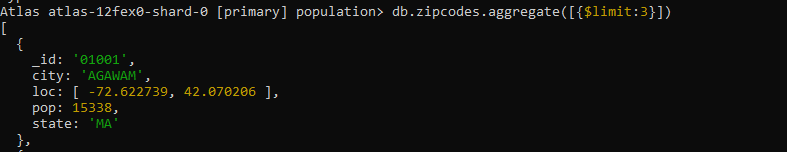 Atlas atlas-12fex0-shard-0 [primary] population> db.zipcodes.aggregate([{$limit:3}])
[
  {
    _id: '01001',
    city: 'AGAWAM',
    loc: [ -72.622739, 42.070206 ],
    pop: 15338,
    state: 'MA'
  },